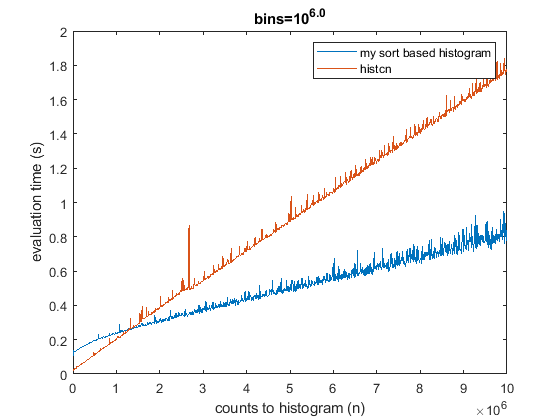 bins=10^6.0
my sort based histogram
histcn
evaluation time (s)
2
1.8
1.6
1.4
1.2
1
0.8
0.6
0.4
0.2
0
0 1 2 3 4 5 6 7 8 9 10
counts to histogram (n)
×10^6